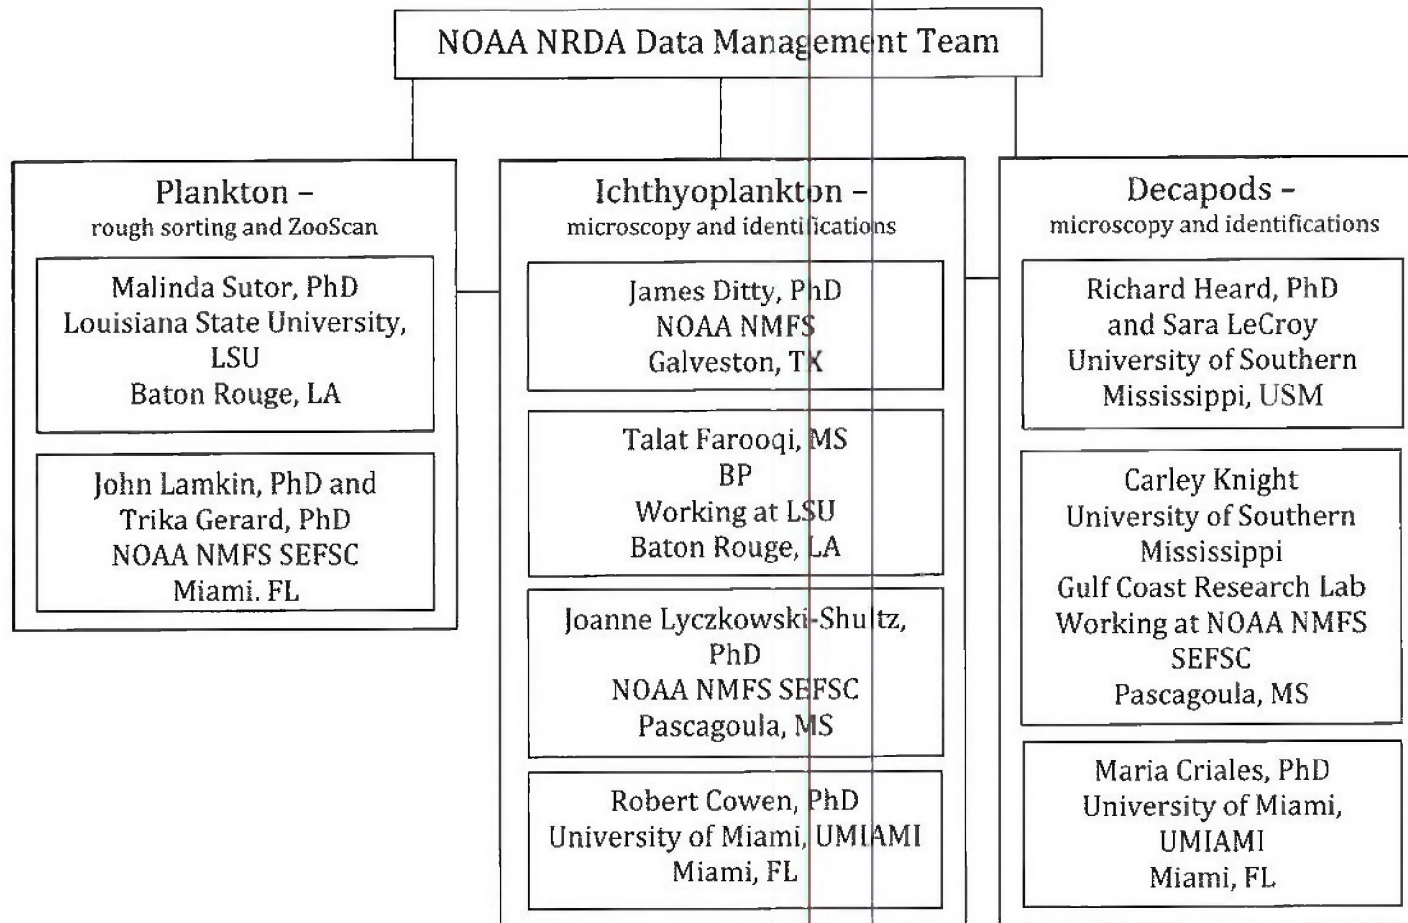 NOAA NRDA Data Management Team
Plankton –
rough sorting and ZooScan
Malinda Sutor, PhD
Louisiana State University,
LSU
Baton Rouge, LA
John Lamkin, PhD and
Trika Gerard, PhD
NOAA NMFS SEFSC
Miami. FL
Ichthyoplankton –
microscopy and identifications
James Ditty, PhD
NOAA NMFS
Galveston, TX
Talat Farooqi, MS
BP
Working at LSU
Baton Rouge, LA
Joanne Lyczkowski-Shultz,
PhD
NOAA NMFS SEFSC
Pascagoula, MS
Robert Cowen, PhD
University of Miami, UMIAMI
Miami, FL
Decapods –
microscopy and identifications
Richard Heard, PhD
and Sara LeCroy
University of Southern
Mississippi, USM
Carley Knight
University of Southern
Mississippi
Gulf Coast Research Lab
Working at NOAA NMFS
SEFSC
Pascagoula, MS
Maria Criales, PhD
University of Miami,
UMIAMI
Miami, FL